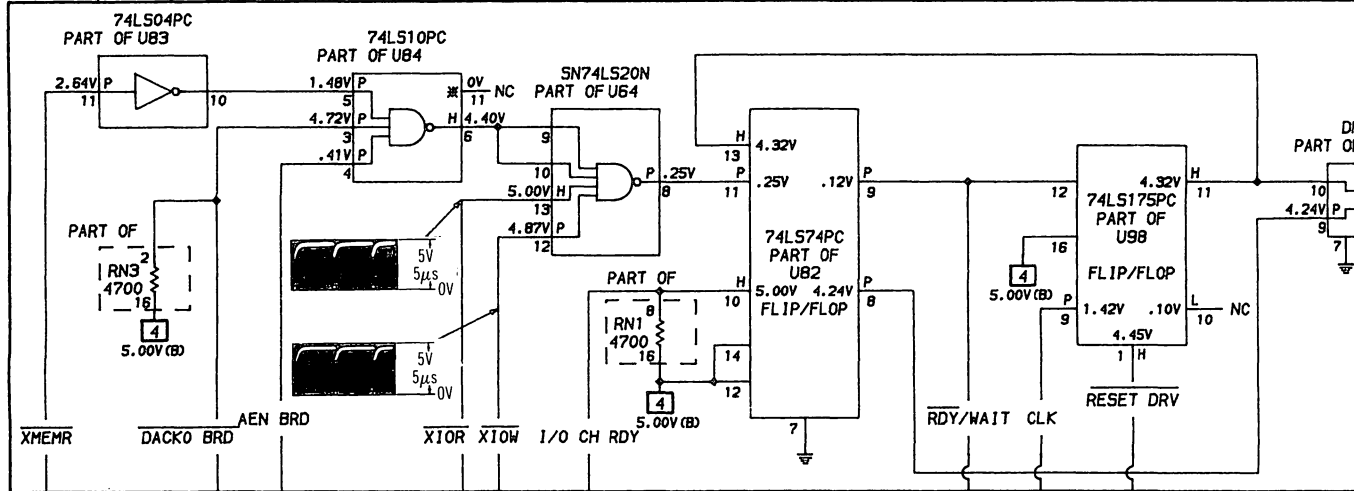 74LS04PC
PART OF U83
2.64V P
11
10
74LS10PC
PART OF U84
1.48V P
5
4.72V P
3
.41V P
4
※ 0V
11 NC
H 4.40V
6
SN74LS20N
PART OF U64
9
10
5.00V H
13
4.87V P
12
P .25V
8
PART OF
2
RN3
4700
16
4
5.00V(B)
5V
5µs
0V
5V
5µs
0V
PART OF
8
RN1
4700
16
4
5.00V(B)
H
13 4.32V
P
11 .25V
.12V P
9
74LS74PC
PART OF
U82
H
10 5.00V 4.24V P
8
FLIP/FLOP
14
12
7
12
4.32V H
11
74LS175PC
PART OF
U98
16
4
5.00V(B)
FLIP/FLOP
P
9 1.42V
.10V L
10 NC
4.45V
1 H
PART O
10
4.24V P
9
7
XMEMR
DACK0 BRD
AEN BRD
XIOR
XIOW
I/O CH RDY
RDY/WAIT
CLK
RESET DRV